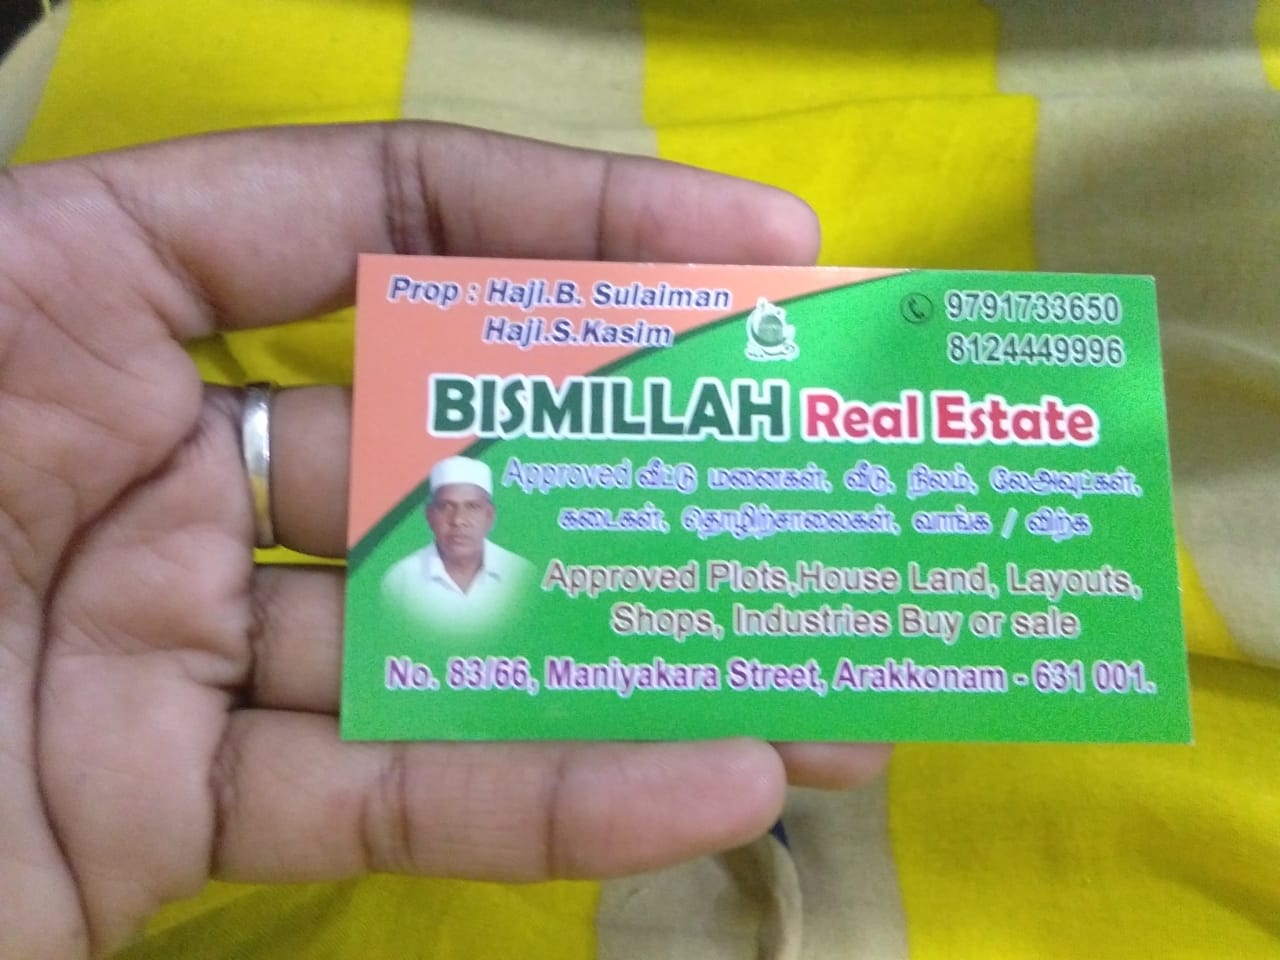 Prop : Haji.B. Sulaiman
Haji.S.Kasim
9791733650
8124449996
BISMILLAH Real Estate
Approved வீட்டு மனைகள், வீடு, நிலம், லேஅவுட்கள்,
கடைகள், தொழிற்சாலைகள், வாங்க / விற்க
Approved Plots,House Land, Layouts,
Shops, Industries Buy or sale
No. 83/66, Maniyakara Street, Arakkonam - 631 001.